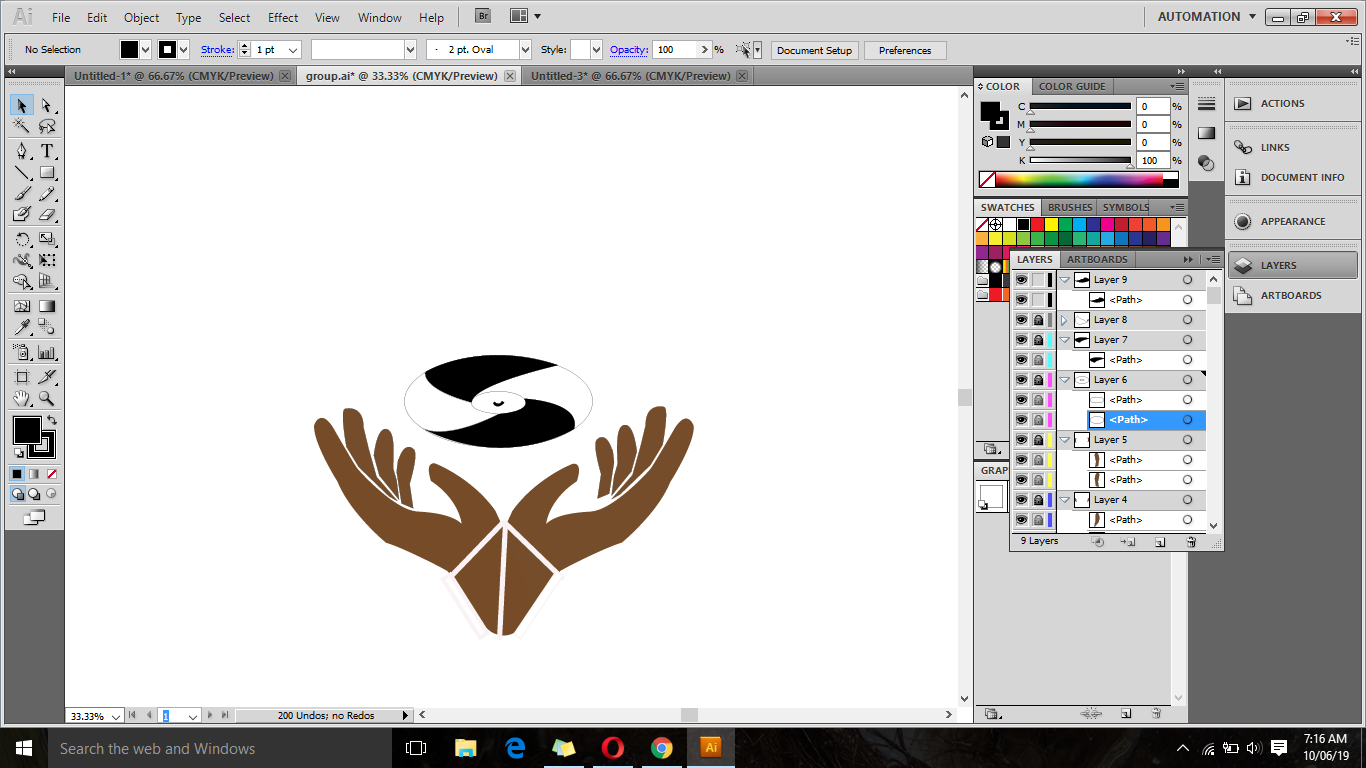 Ai File Edit Object Type Select Effect View Window Help Br AUTOMATION
No Selection Stroke: 1 pt 2 pt. Oval Style: Opacity: 100 % Document Setup Preferences
Untitled-1* @ 66.67% (CMYK/Preview) group.ai* @ 33.33% (CMYK/Preview) Untitled-3* @ 66.67% (CMYK/Preview)
COLOR COLOR GUIDE
C 0 %
M 0 %
Y 0 %
K 100 %
SWATCHES BRUSHES SYMBOLS
LAYERS ARTBOARDS
Layer 9
<Path>
Layer 8
Layer 7
<Path>
Layer 6
<Path>
<Path>
Layer 5
<Path>
<Path>
Layer 4
<Path>
9 Layers
GRAP
ACTIONS
LINKS
DOCUMENT INFO
APPEARANCE
LAYERS
ARTBOARDS
T
33.33% 1 200 Undos; no Redos
Search the web and Windows
Ai
7:16 AM
10/06/19